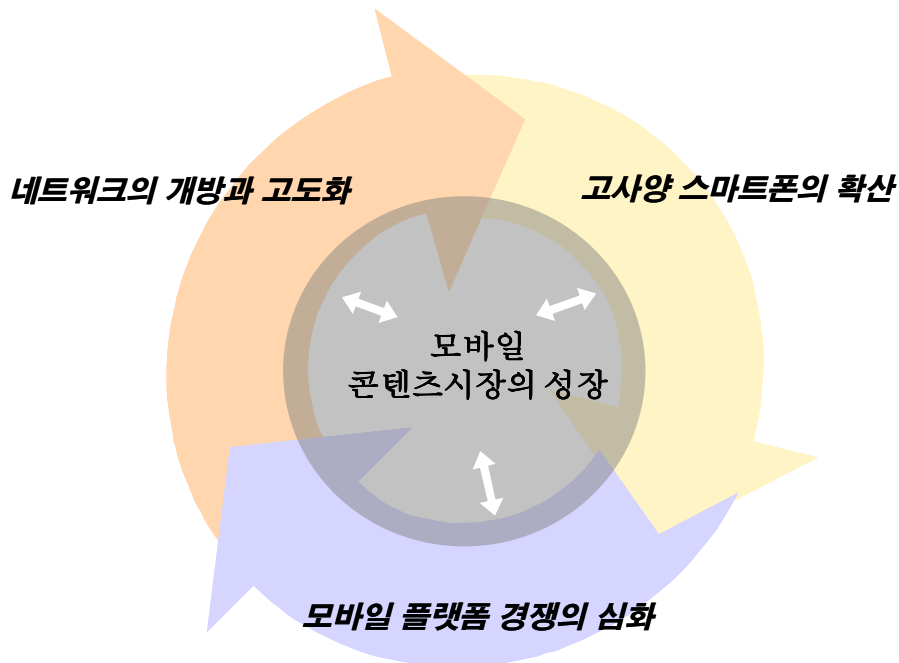 네트워크의 개방과 고도화
고사양 스마트폰의 확산
모바일
콘텐츠시장의 성장
모바일 플랫폼 경쟁의 심화